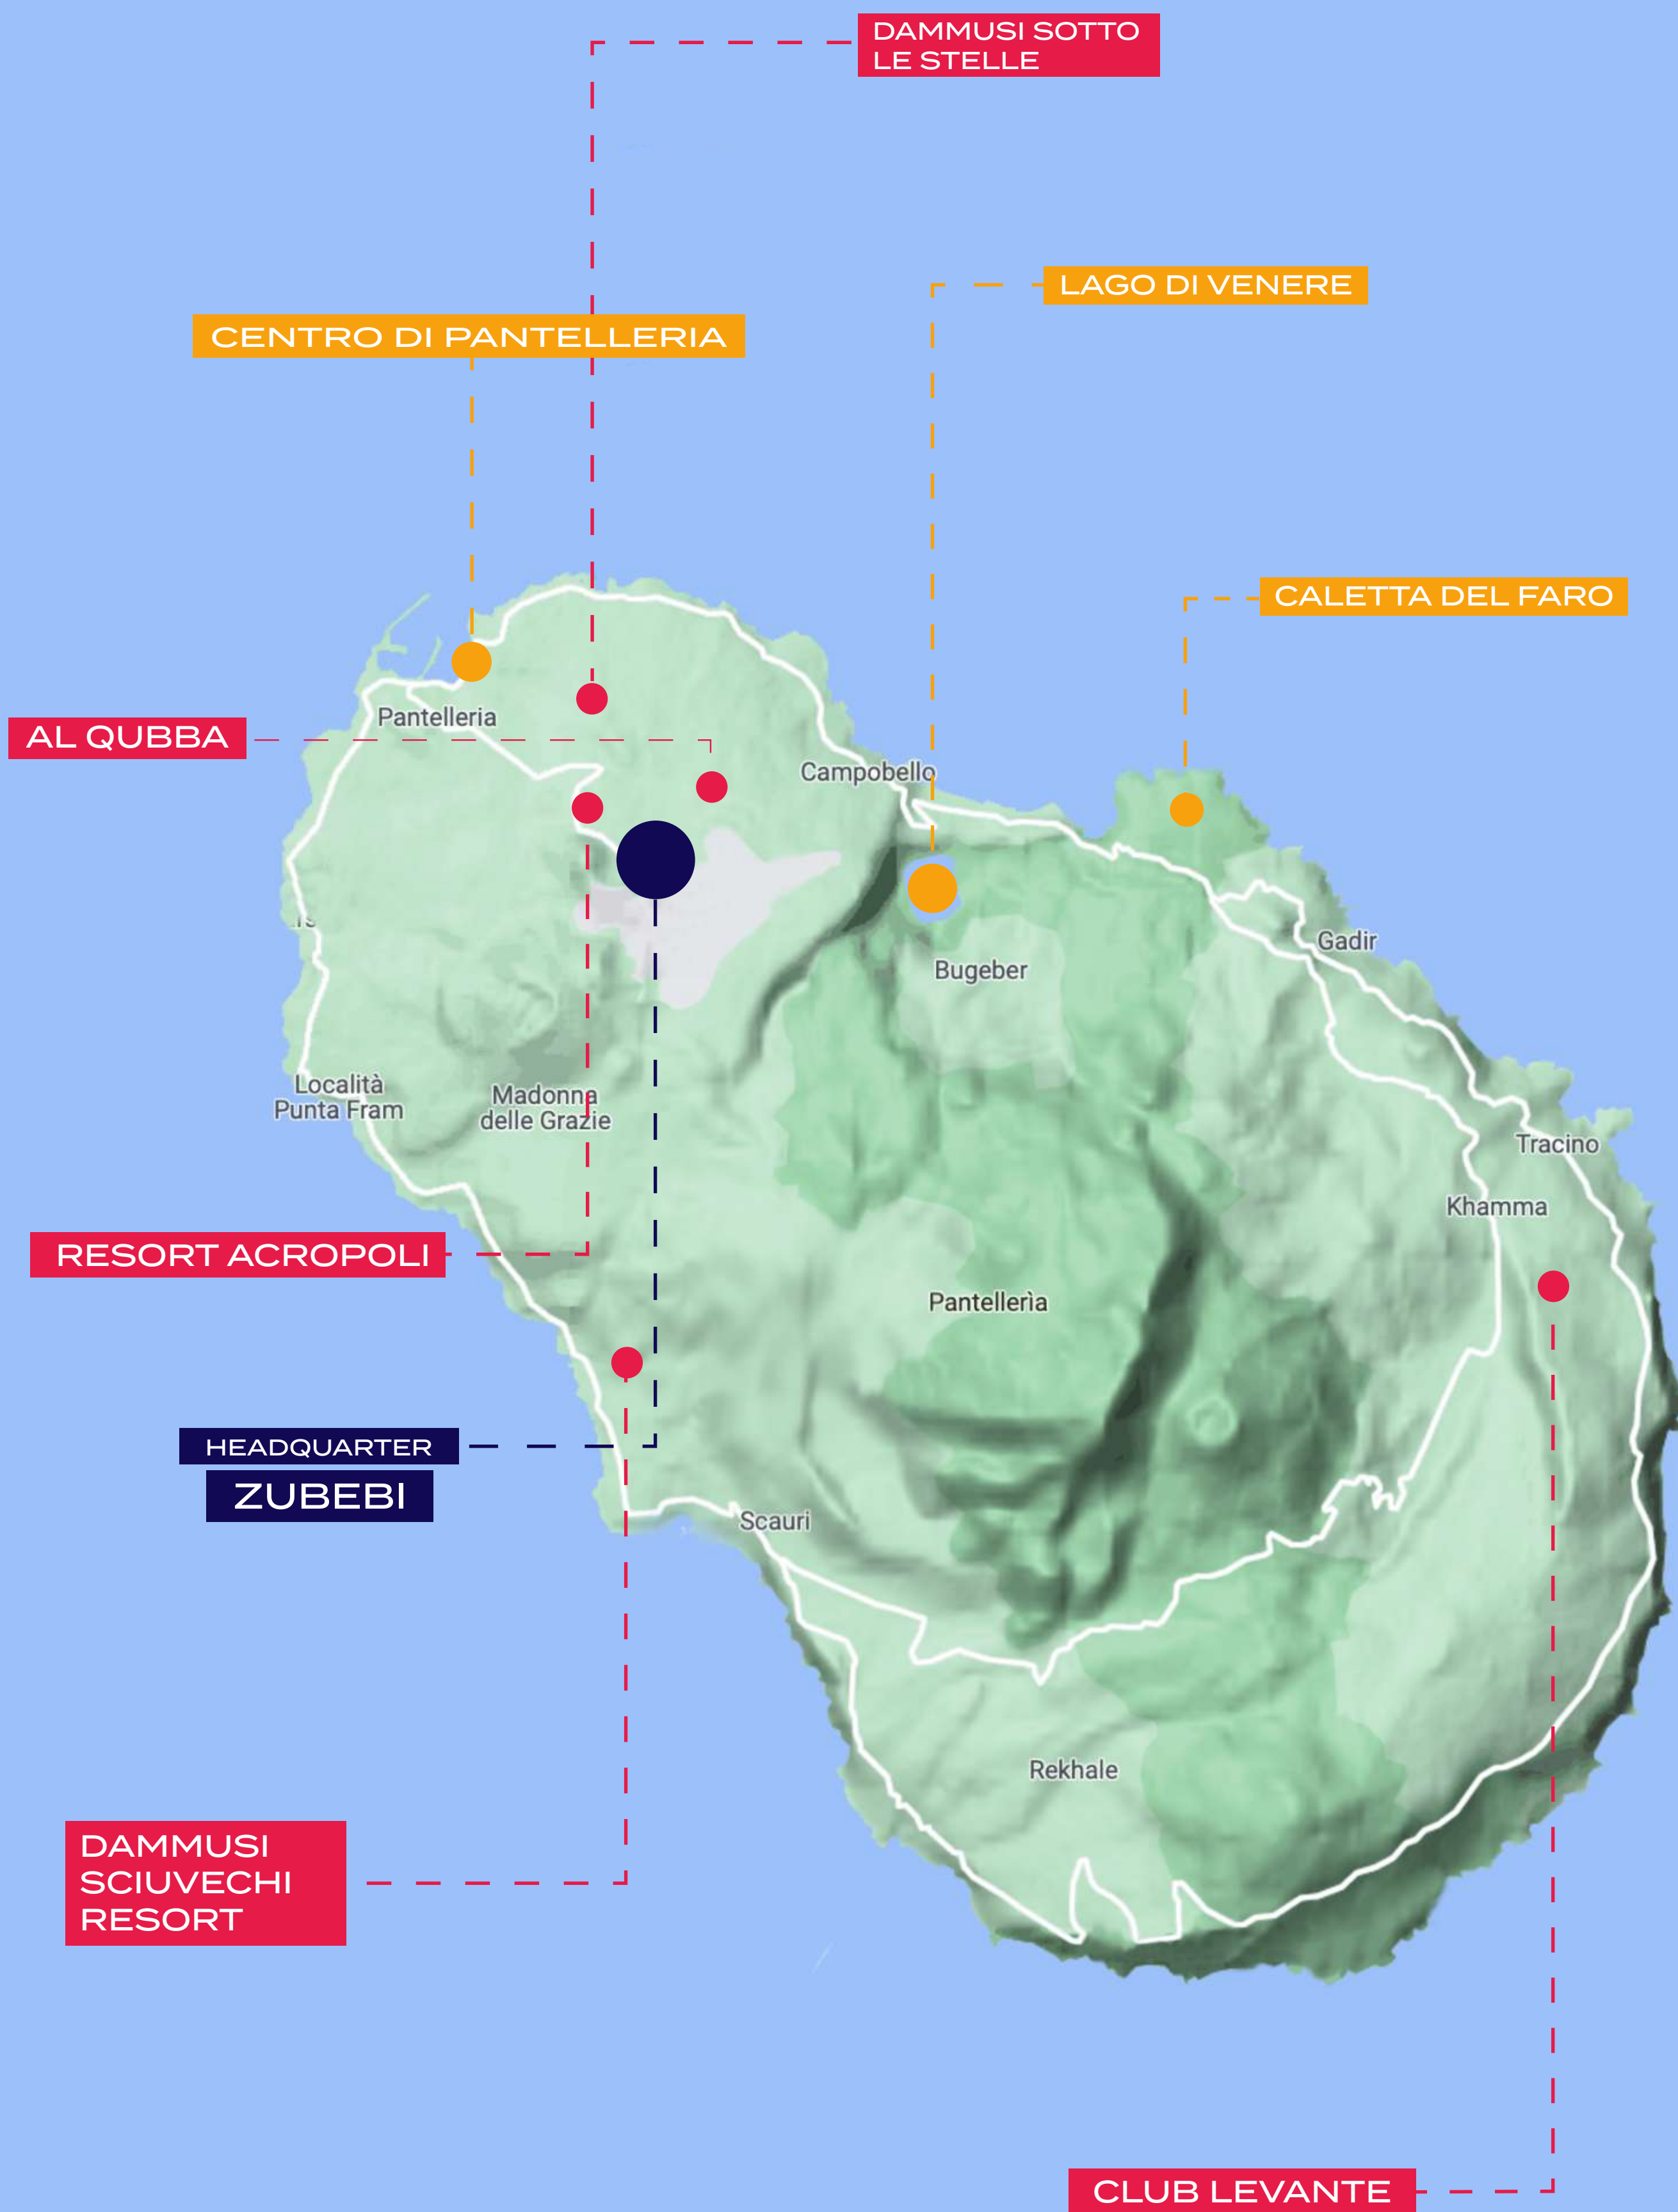 DAMMUSI SOTTO
LE STELLE
LAGO DI VENERE
CENTRO DI PANTELLERIA
CALETTA DEL FARO
Pantelleria
AL QUBBA
Campobello
Gadir
Bugeber
Località
Punta Fram
Madonna
delle Grazie
Tracino
Khamma
RESORT ACROPOLI
Pantellerìa
HEADQUARTER
ZUBEBI
Scauri
Rekhale
DAMMUSI
SCIUVECHI
RESORT
CLUB LEVANTE